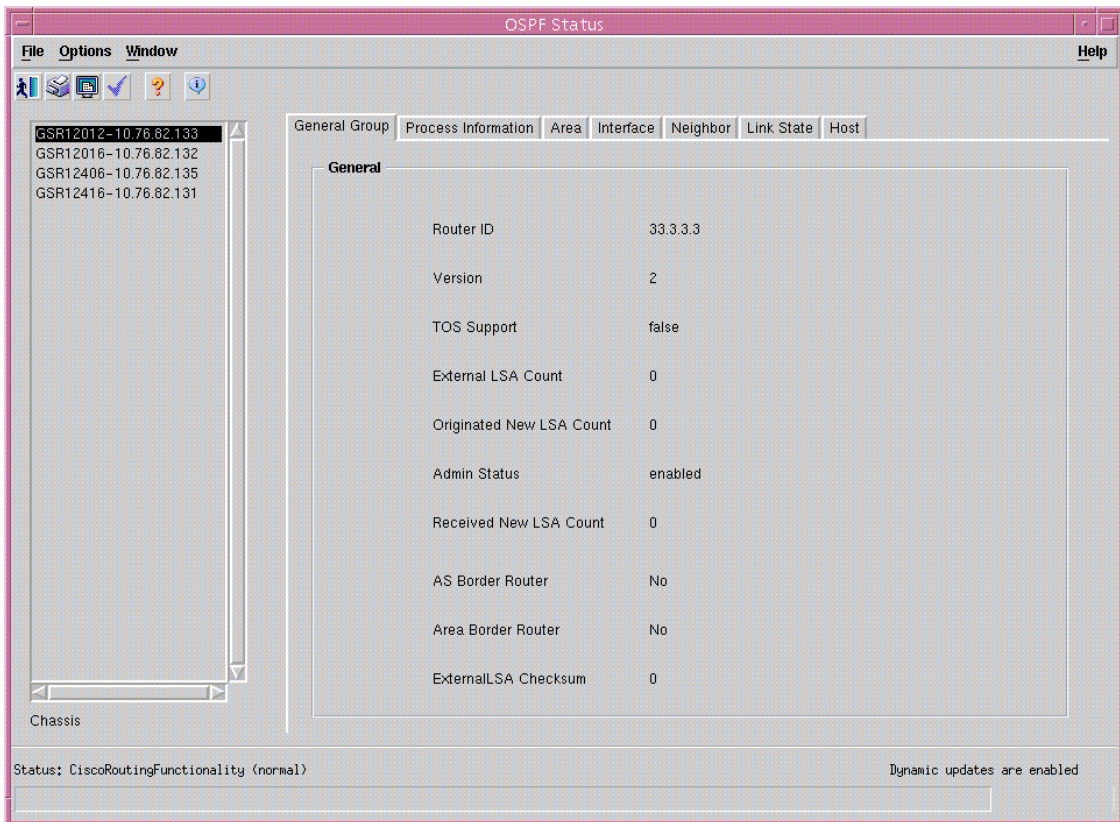 OSPF Status
File Options Window Help
GSR12012-10.76.82.133
GSR12016-10.76.82.132
GSR12406-10.76.82.135
GSR12416-10.76.82.131
Chassis
General Group Process Information Area Interface Neighbor Link State Host
General
Router ID 33.3.3.3
Version 2
TOS Support false
External LSA Count 0
Originated New LSA Count 0
Admin Status enabled
Received New LSA Count 0
AS Border Router No
Area Border Router No
ExternalLSA Checksum 0
Status: CiscoRoutingFunctionality (normal) Dynamic updates are enabled